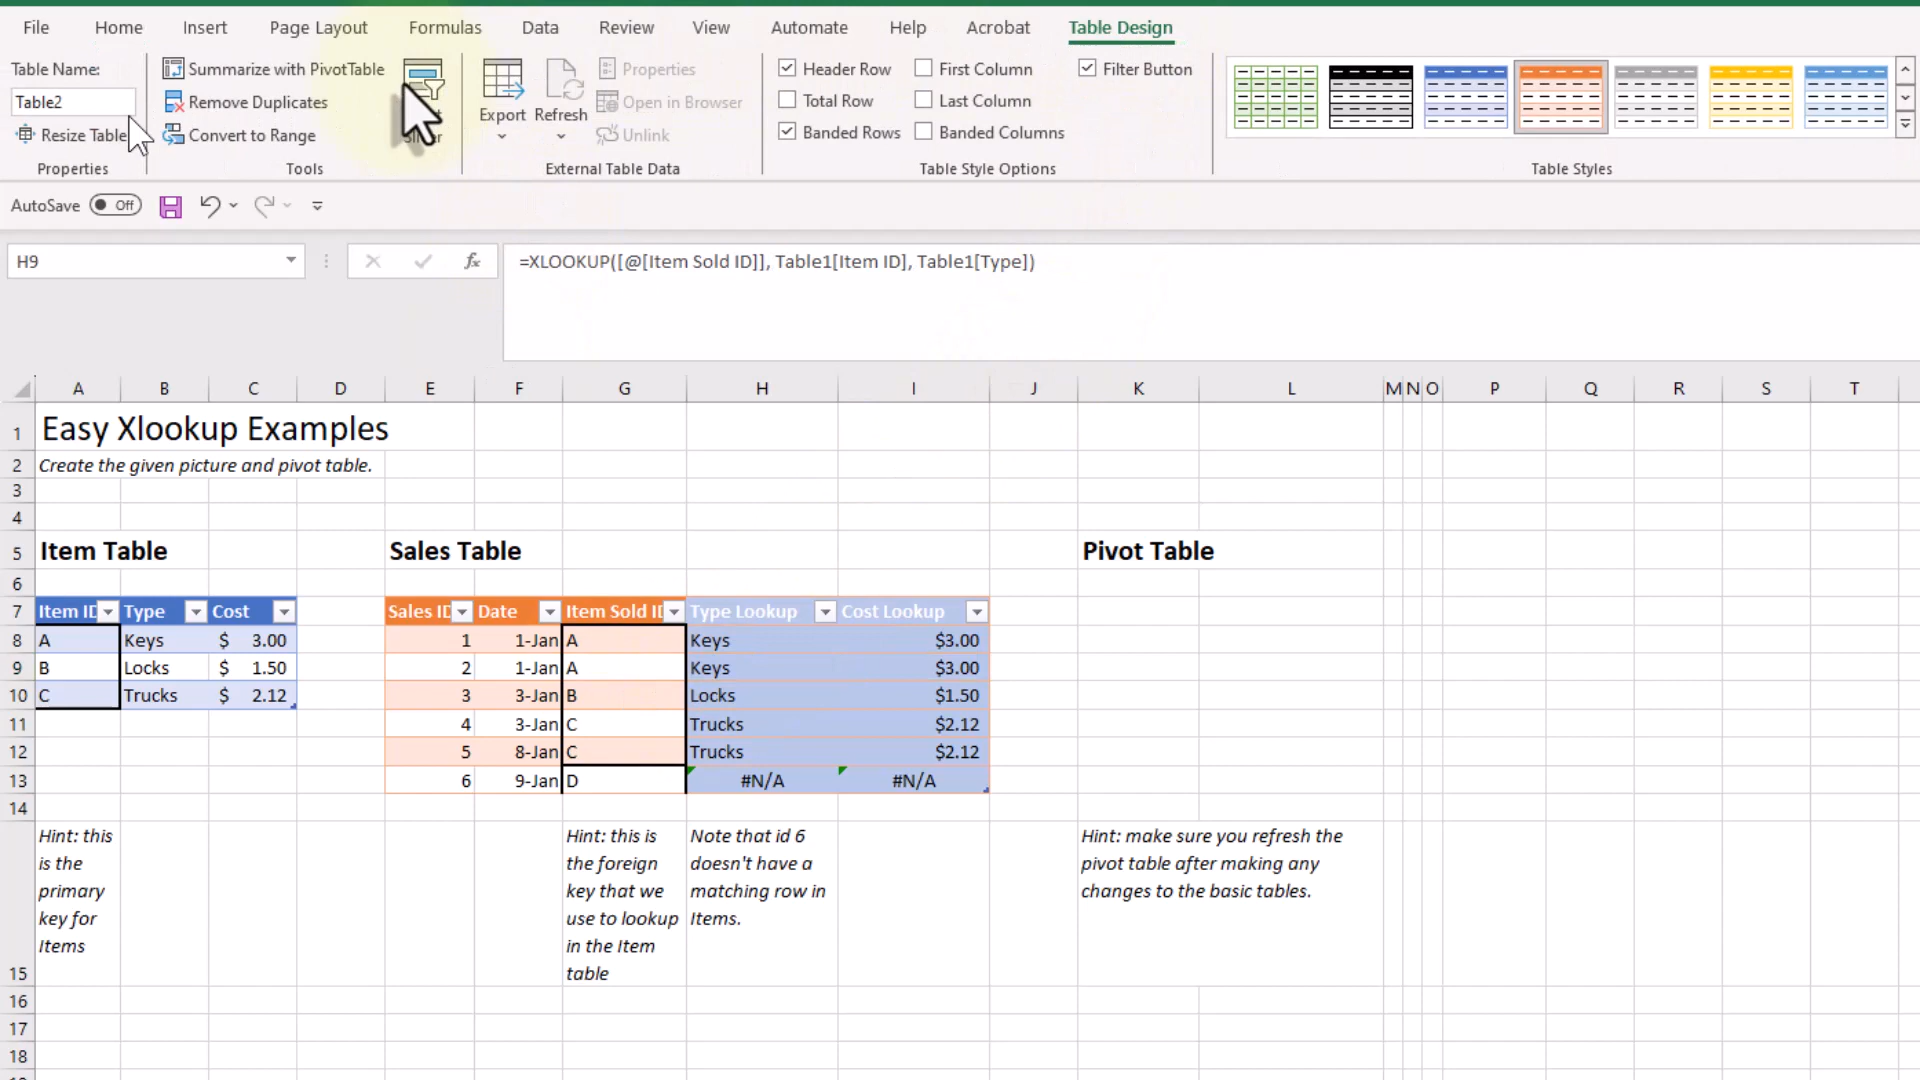 File Home Insert Page Layout Formulas Data Review View Automate Help Acrobat Table Design
Table Name:
Table2
Resize Table
Properties
Summarize with PivotTable
Remove Duplicates
Convert to Range
Tools
Export
Refresh
Properties
Open in Browser
Unlink
External Table Data
Header Row
Total Row
Banded Rows
First Column
Last Column
Banded Columns
Filter Button
Table Style Options
Table Styles
AutoSave Off
H9
fx
=XLOOKUP([@[Item Sold ID]], Table1[Item ID], Table1[Type])
A B C D E F G H I J K L M N O P Q R S T
1 Easy Xlookup Examples
2 Create the given picture and pivot table.
3
4
5 Item Table Sales Table Pivot Table
6
7 Item ID Type Cost Sales ID Date Item Sold ID Type Lookup Cost Lookup
8 A Keys $ 3.00 1 1-Jan A Keys $3.00
9 B Locks $ 1.50 2 1-Jan A Keys $3.00
10 C Trucks $ 2.12 3 3-Jan B Locks $1.50
11 4 3-Jan C Trucks $2.12
12 5 8-Jan C Trucks $2.12
13 6 9-Jan D #N/A #N/A
14
Hint: this
is the
primary
key for
Items
Hint: this is
the foreign
key that we
use to lookup
in the Item
table
Note that id 6
doesn't have a
matching row in
Items.
Hint: make sure you refresh the
pivot table after making any
changes to the basic tables.
15
16
17
18